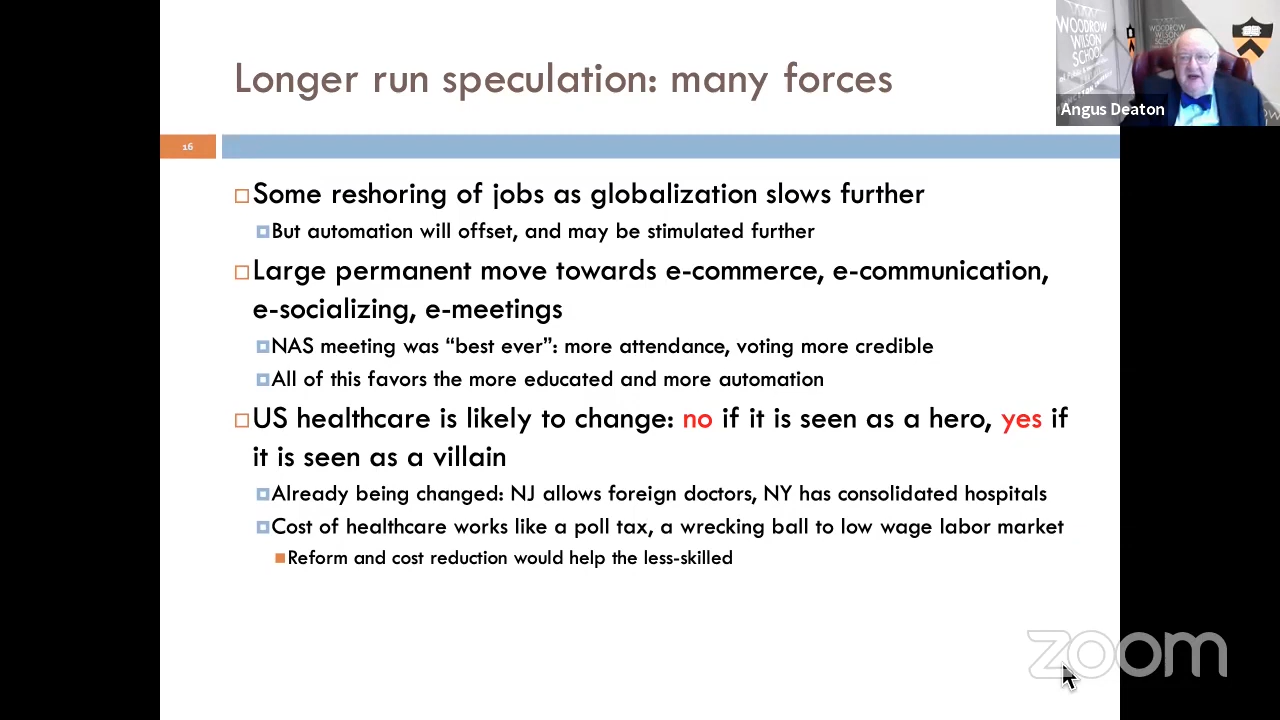 Longer run speculation: many forces
WOODROW
WILSON
SCHOOL
Angus Deaton
16
Some reshoring of jobs as globalization slows further
But automation will offset, and may be stimulated further
Large permanent move towards e-commerce, e-communication,
e-socializing, e-meetings
NAS meeting was “best ever”: more attendance, voting more credible
All of this favors the more educated and more automation
US healthcare is likely to change: no if it is seen as a hero, yes if
it is seen as a villain
Already being changed: NJ allows foreign doctors, NY has consolidated hospitals
Cost of healthcare works like a poll tax, a wrecking ball to low wage labor market
Reform and cost reduction would help the less-skilled
zoom